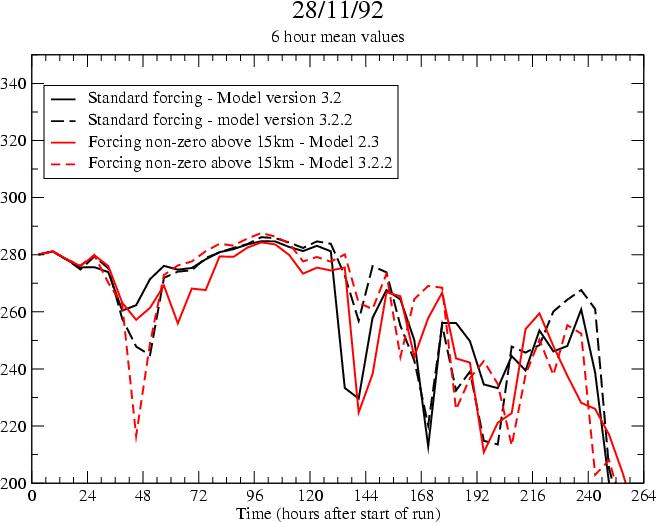 28/11/92
6 hour mean values
340
320
300
280
260
240
220
200
Standard forcing - Model version 3.2
Standard forcing - model version 3.2.2
Forcing non-zero above 15km - Model 2.3
Forcing non-zero above 15km - Model 3.2.2
0 24 48 72 96 120 144 168 192 216 240 264
Time (hours after start of run)